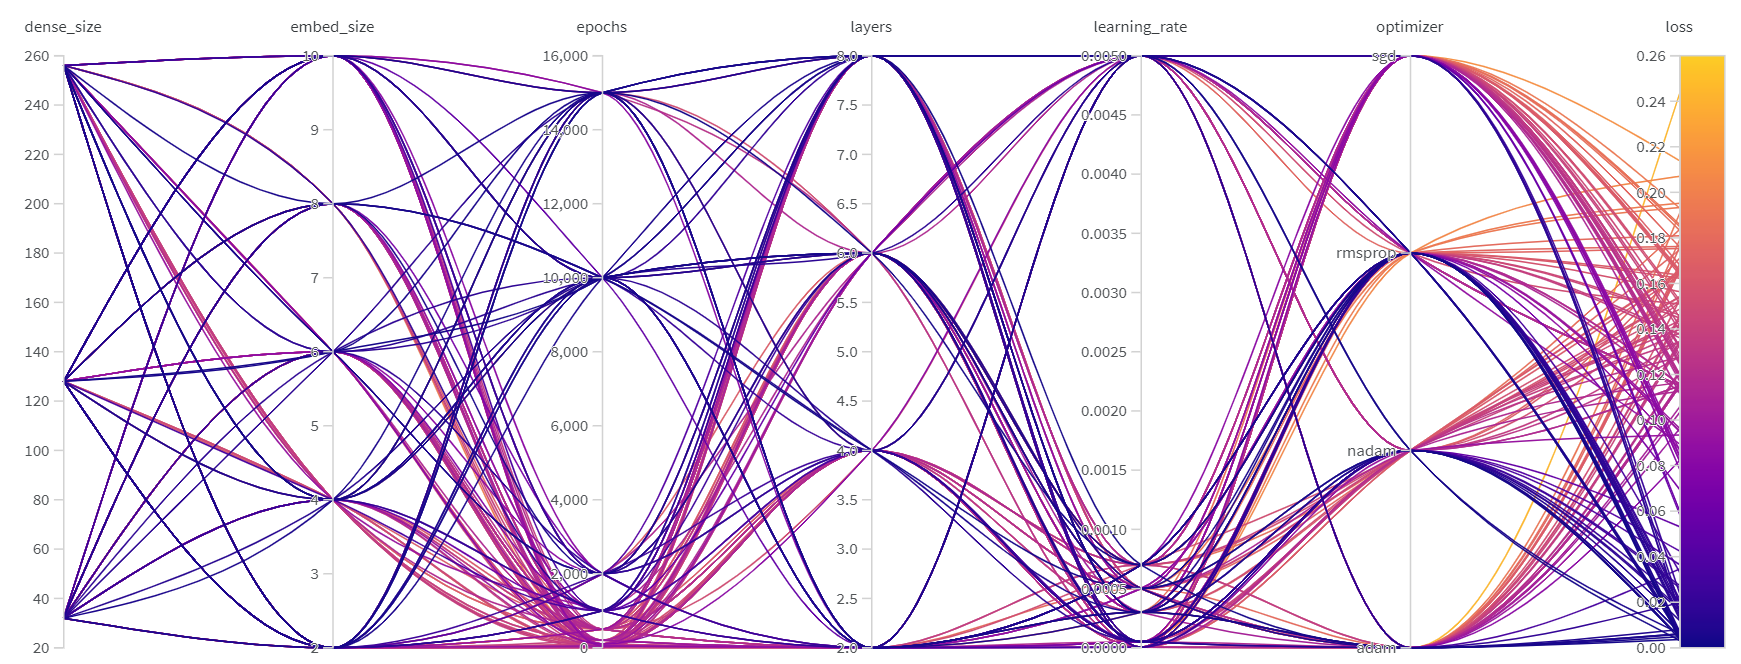 dense_size embed_size epochs layers learning_rate optimizer loss
260 10 16,000 8.0 0.0050 sgd 0.26
240 9 14,000 7.5 0.0045 0.24
220 7.0 0.0040 0.22
200 8 12,000 6.5 0.0035 rmsprop 0.20
180 7 10,000 6.0 0.0030 0.18
160 5.5 0.16
140 6 8,000 5.0 0.0025 0.14
120 5 6,000 4.5 0.0020 0.12
100 4.0 0.0015 nadam 0.10
80 4 4,000 3.5 0.0010 0.08
60 3 2,000 3.0 0.0005 0.06
40 2.5 0.04
0.02
20 2 0 2.0 0.0000 adam 0.00